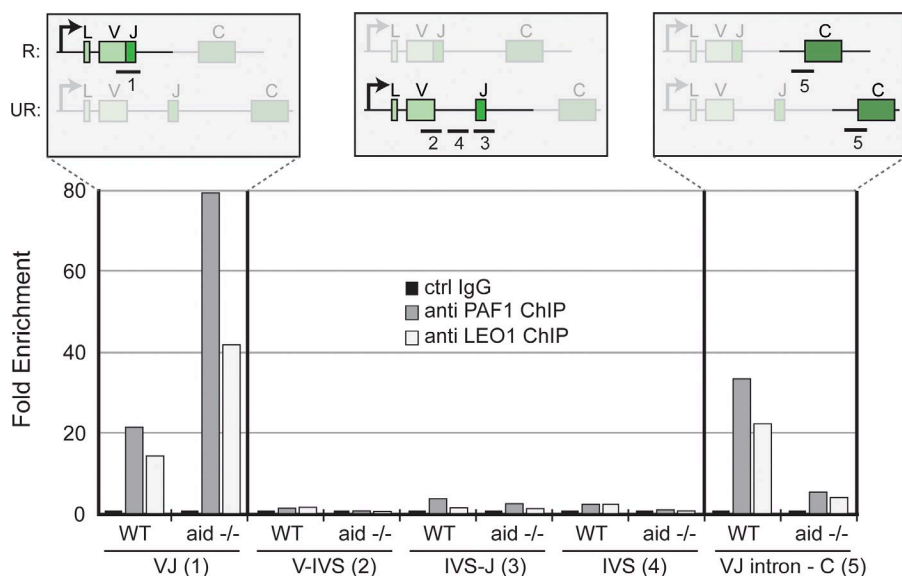 L V J C
R:
1
L V J C
UR:
L V J C
L V J C
2 4 3
L V J C
5
L V J C
5
80
60
40
20
0
Fold Enrichment
ctrl IgG
anti PAF1 ChIP
anti LEO1 ChIP
WT aid -/- WT aid -/- WT aid -/- WT aid -/- WT aid -/-
VJ (1) V-IVS (2) IVS-J (3) IVS (4) VJ intron - C (5)